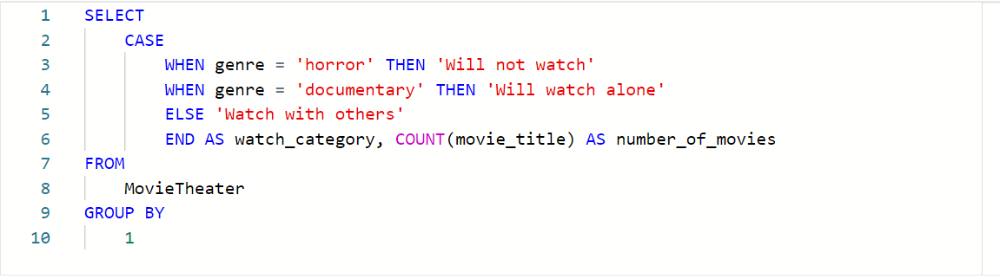 1 SELECT
2 CASE
3 WHEN genre = 'horror' THEN 'Will not watch'
4 WHEN genre = 'documentary' THEN 'Will watch alone'
5 ELSE 'Watch with others'
6 END AS watch_category, COUNT(movie_title) AS number_of_movies
7 FROM
8 MovieTheater
9 GROUP BY
10 1